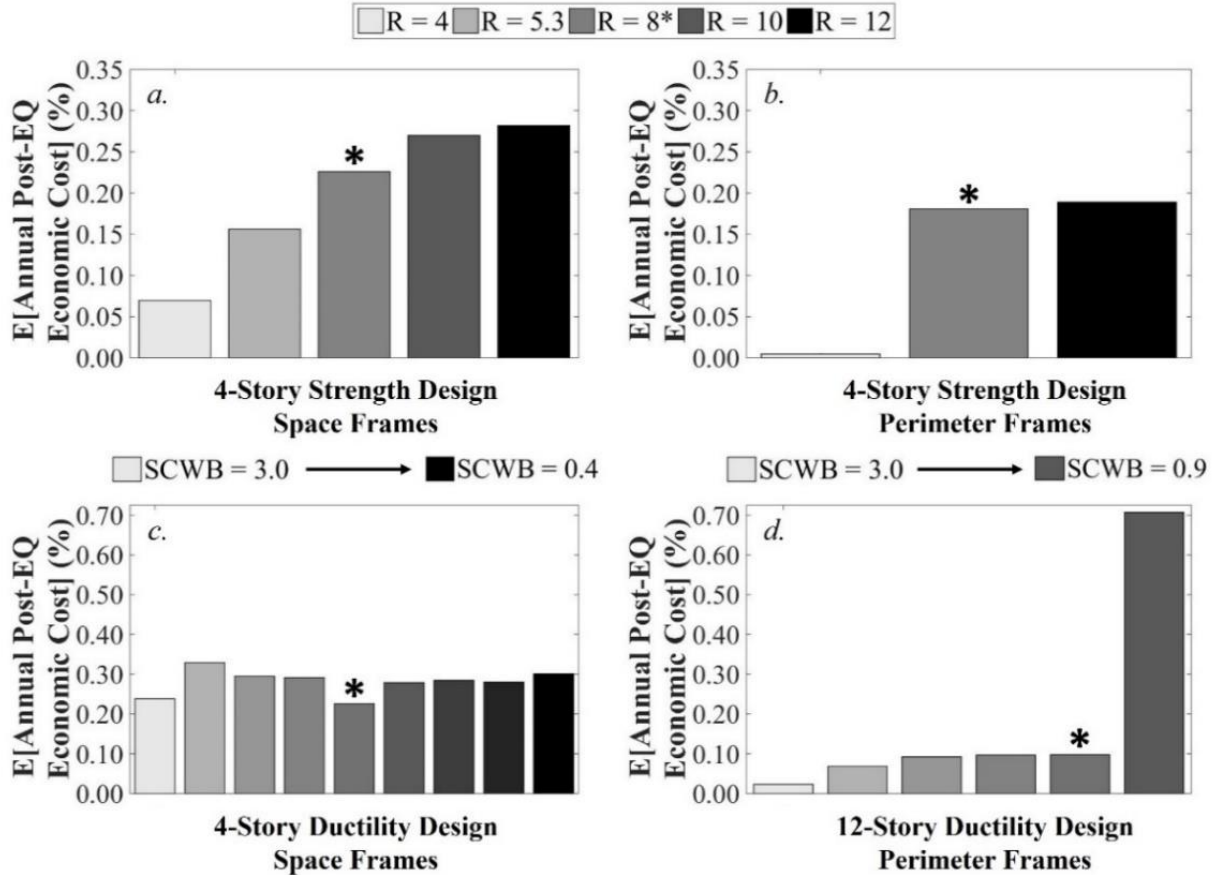 R = 4 R = 5.3 R = 8* R = 10 R = 12
E[Annual Post-EQ
Economic Cost] (%)
0.35
0.30
0.25
0.20
0.15
0.10
0.05
0.00
a.
*
4-Story Strength Design
Space Frames
E[Annual Post-EQ
Economic Cost] (%)
0.35
0.30
0.25
0.20
0.15
0.10
0.05
0.00
b.
*
4-Story Strength Design
Perimeter Frames
SCWB = 3.0 SCWB = 0.4
E[Annual Post-EQ
Economic Cost] (%)
0.70
0.60
0.50
0.40
0.30
0.20
0.10
0.00
c.
*
4-Story Ductility Design
Space Frames
SCWB = 3.0 SCWB = 0.9
E[Annual Post-EQ
Economic Cost] (%)
0.70
0.60
0.50
0.40
0.30
0.20
0.10
0.00
d.
*
12-Story Ductility Design
Perimeter Frames